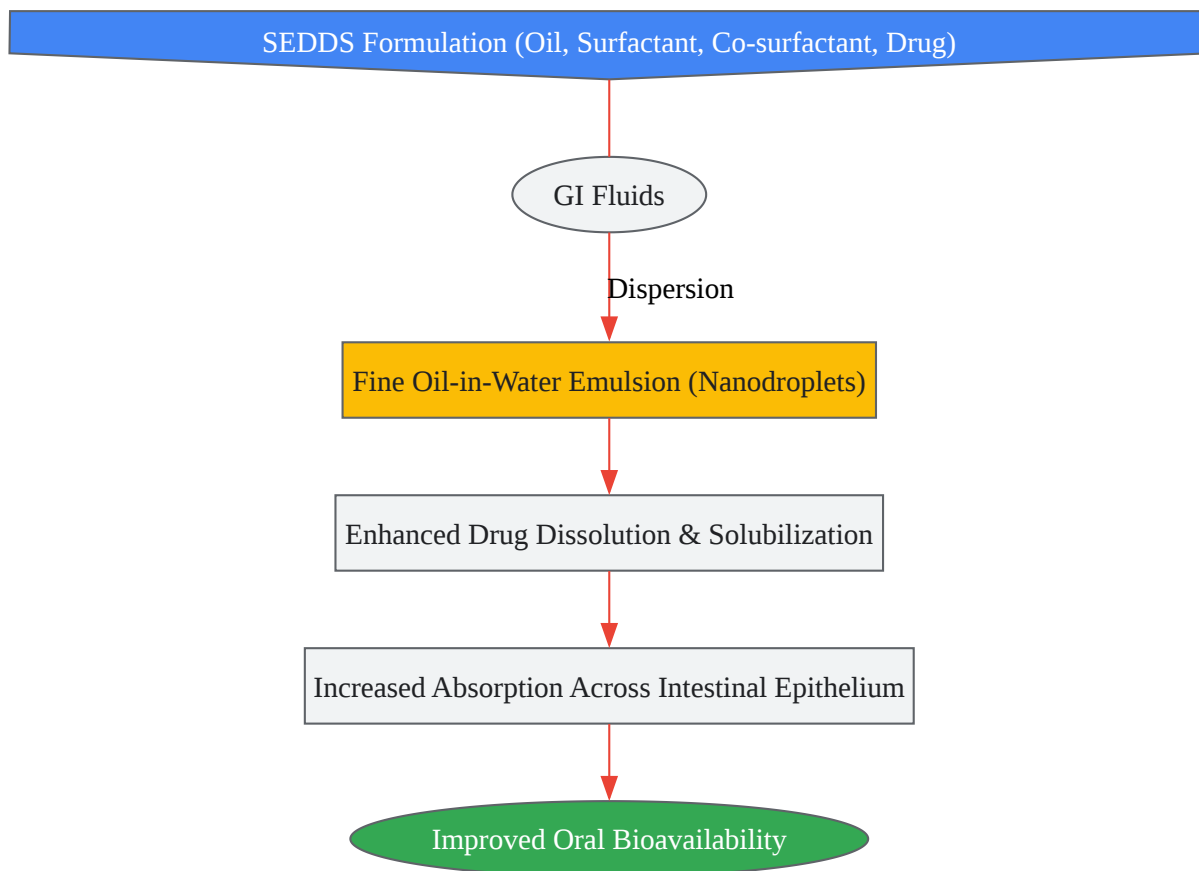 SEDDS Formulation (Oil, Surfactant, Co-surfactant, Drug)
GI Fluids
Dispersion
Fine Oil-in-Water Emulsion (Nanodroplets)
Enhanced Drug Dissolution & Solubilization
Increased Absorption Across Intestinal Epithelium
Improved Oral Bioavailability